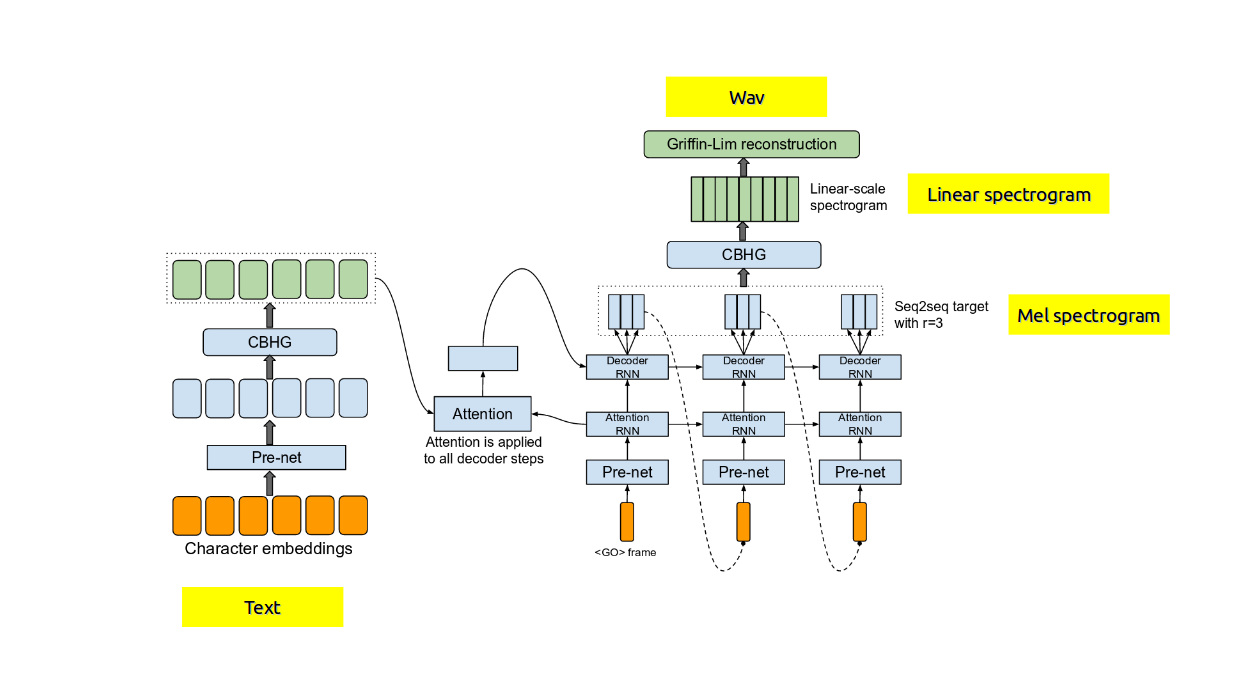 Wav
Griffin-Lim reconstruction
Linear-scale
spectrogram
Linear spectrogram
CBHG
Seq2seq target
with r=3
Mel spectrogram
CBHG
Decoder
RNN
Decoder
RNN
Decoder
RNN
Attention
Attention is applied
to all decoder steps
Attention
RNN
Attention
RNN
Attention
RNN
Pre-net
Pre-net
Pre-net
Pre-net
<GO> frame
Character embeddings
Text